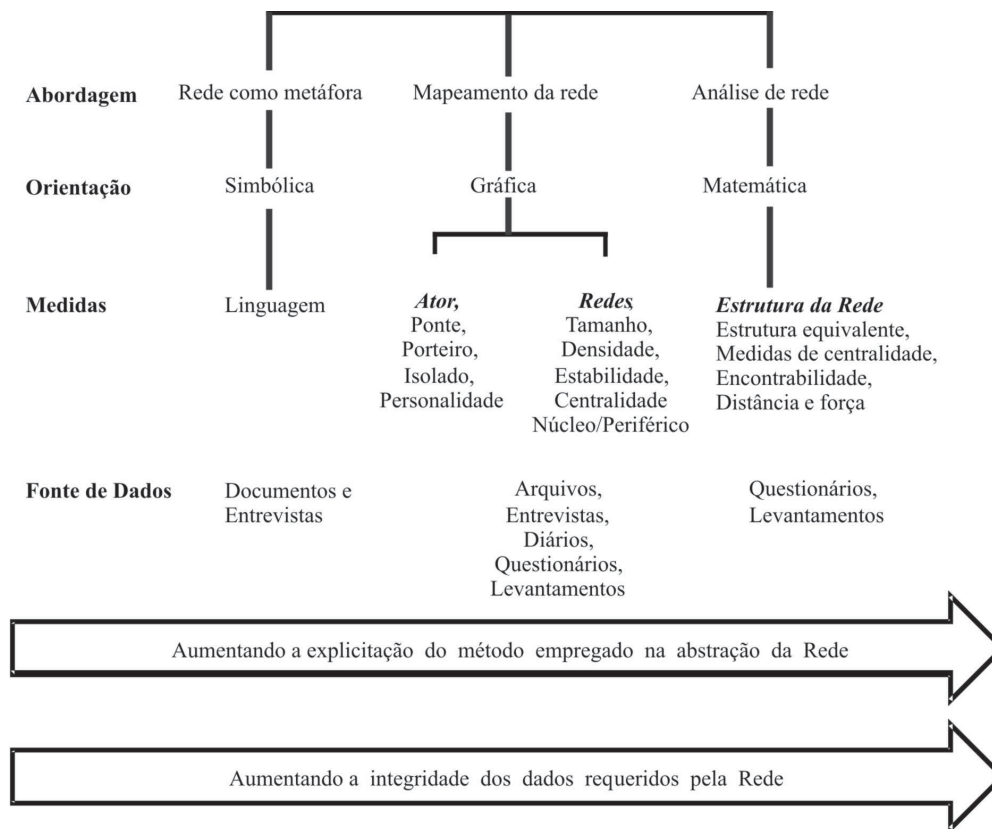 Abordagem Rede como metáfora Mapeamento da rede Análise de rede
Orientação Simbólica Gráfica Matemática
Medidas Linguagem
Ator,
Ponte,
Porteiro,
Isolado,
Personalidade
Redes,
Tamanho,
Densidade,
Estabilidade,
Centralidade
Núcleo/Periférico
Estrutura da Rede
Estrutura equivalente,
Medidas de centralidade,
Encontrabilidade,
Distância e força
Fonte de Dados
Documentos e
Entrevistas
Arquivos,
Entrevistas,
Diários,
Questionários,
Levantamentos
Questionários,
Levantamentos
Aumentando a explicitação do método empregado na abstração da Rede
Aumentando a integridade dos dados requeridos pela Rede